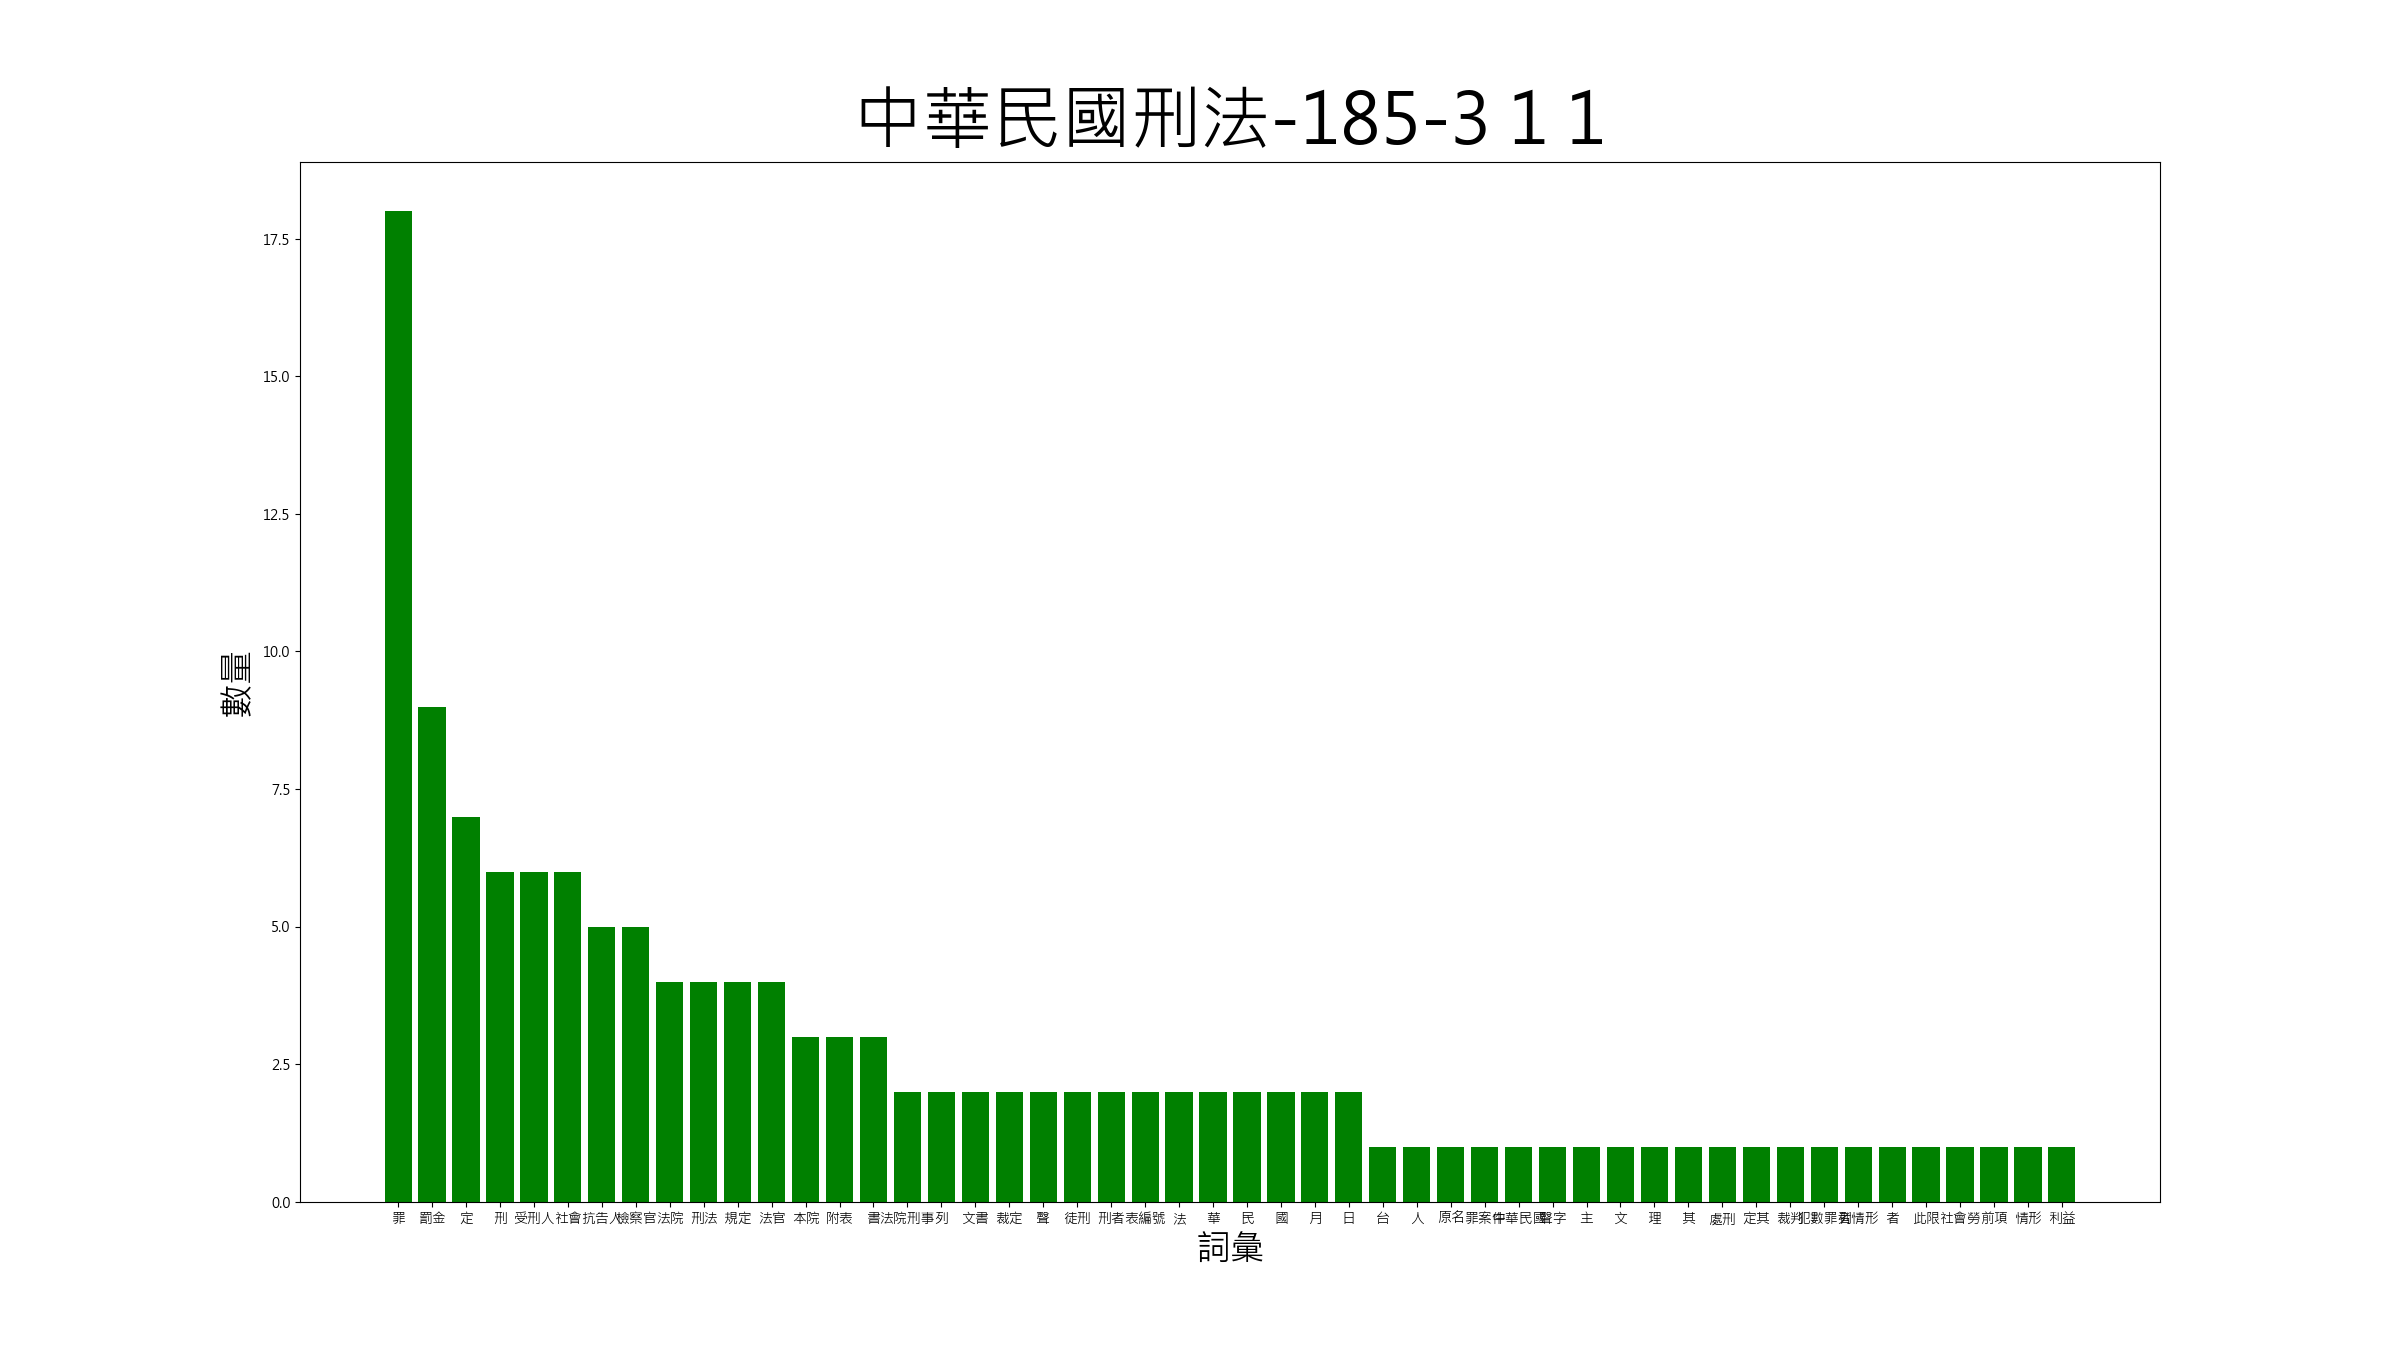 中華民國刑法-185-3 1 1
數量
17.5
15.0
12.5
10.0
7.5
5.0
2.5
0.0
罪 罰金 定 刑 受刑人 社會 抗告人 檢察官 法院 刑法 規定 法官 本院 附表 書 法院刑事 列 文書 裁定 聲 徒刑 刑者 表編號 法 華 民 國 月 日 台 人 原名 罪案件 中華民國 聲字 主 文 理 其 處刑 定其 裁判 犯數罪者 情形 者 此限 社會勞 前項 情形 利益
詞彙